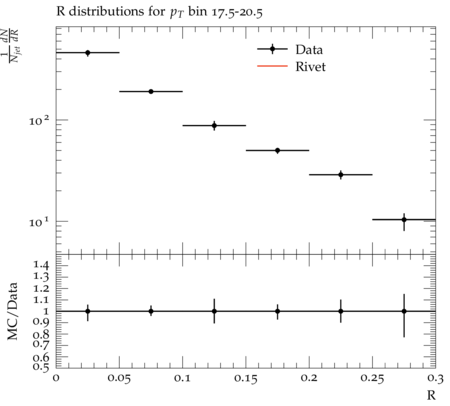 R distributions for p_T bin 17.5-20.5
1/N_jet dN/dR
Data
Rivet
10^2
10^1
MC/Data
1.4
1.3
1.2
1.1
1
0.9
0.8
0.7
0.6
0.5
0 0.05 0.1 0.15 0.2 0.25 0.3
R